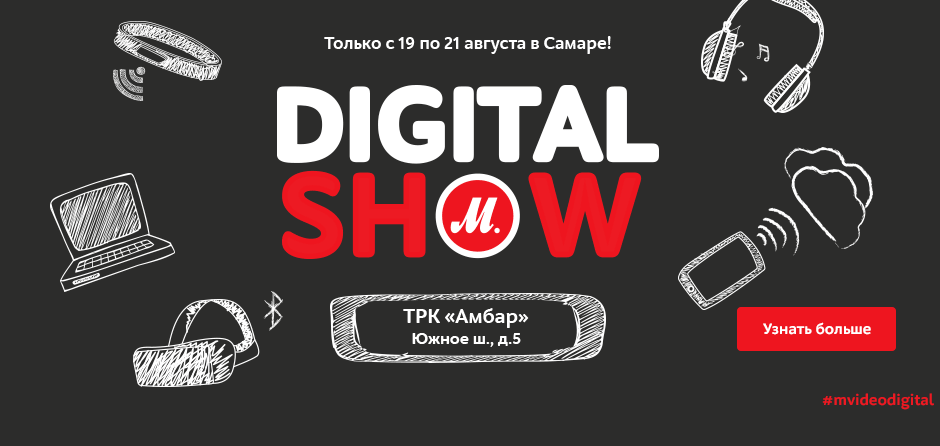 Только с 19 по 21 августа в Самаре!
DIGITAL
SHOW
М.
ТРК «Амбар»
Южное ш., д.5
Узнать больше
#mvideodigital